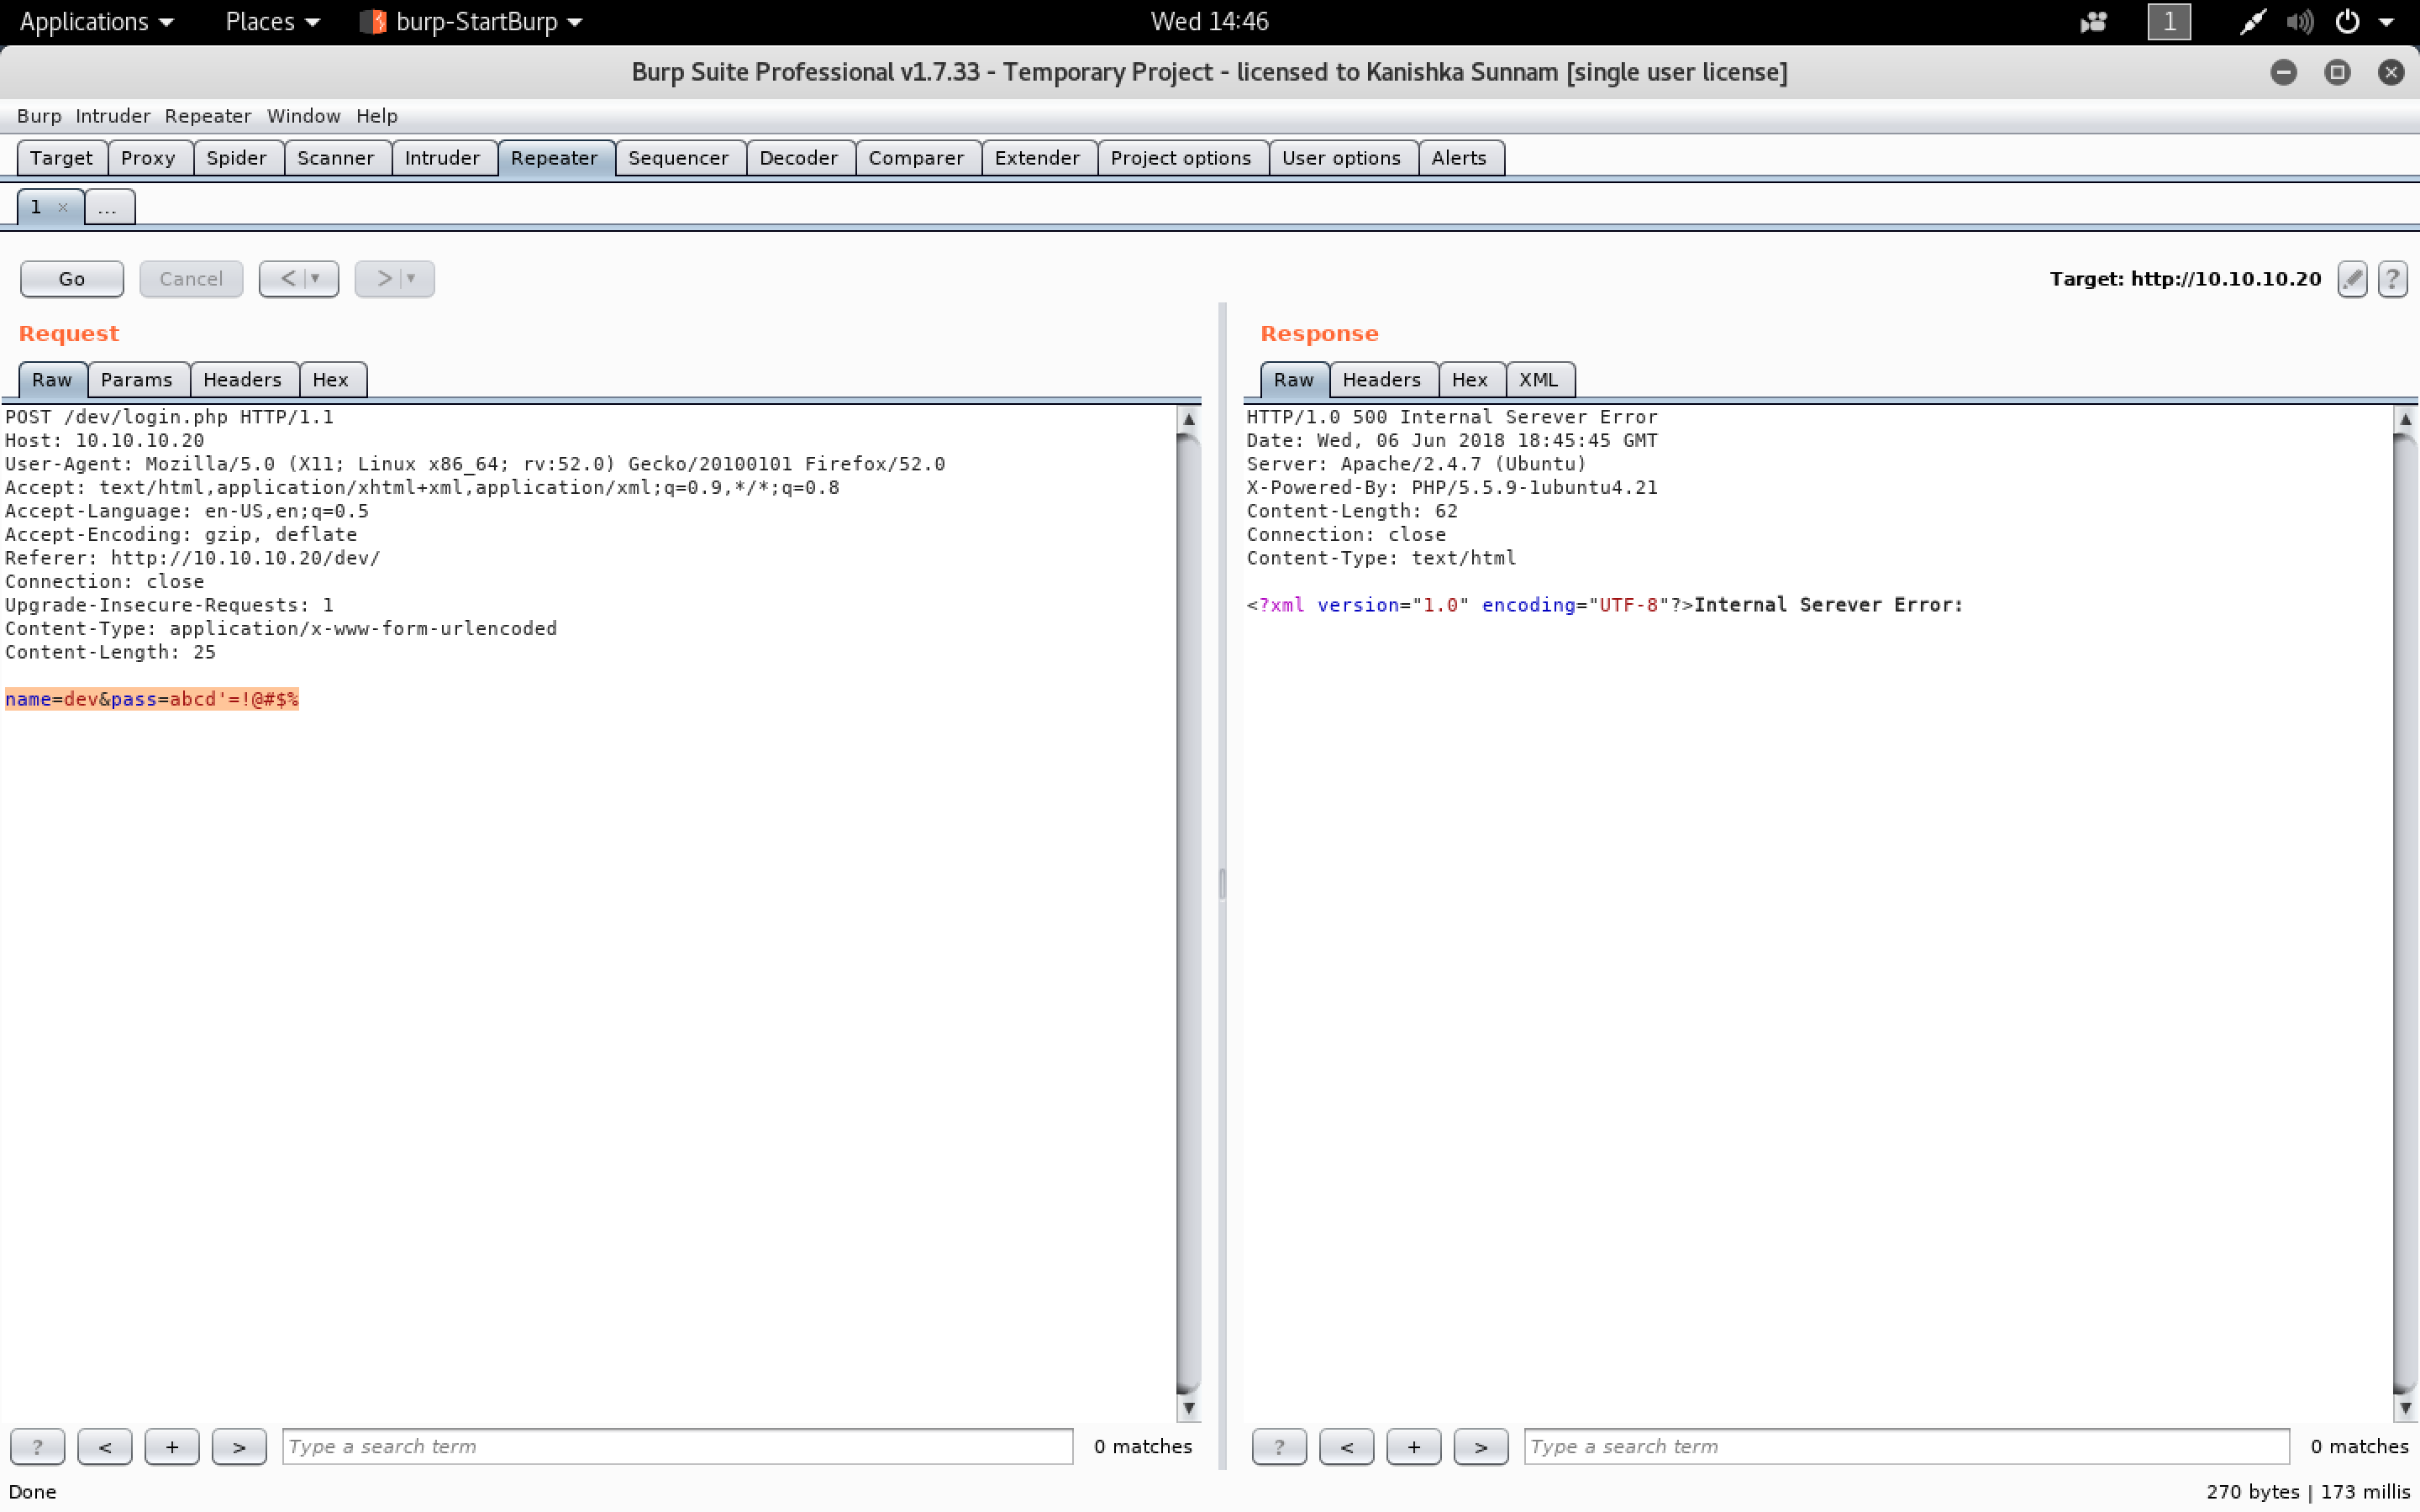 Applications Places burp-StartBurp Wed 14:46 1
Burp Suite Professional v1.7.33 - Temporary Project - licensed to Kanishka Sunnam [single user license]
Burp Intruder Repeater Window Help
Target Proxy Spider Scanner Intruder Repeater Sequencer Decoder Comparer Extender Project options User options Alerts
1 × ...
Go Cancel < > Target: http://10.10.10.20 ?
Request
Raw Params Headers Hex
POST /dev/login.php HTTP/1.1
Host: 10.10.10.20
User-Agent: Mozilla/5.0 (X11; Linux x86_64; rv:52.0) Gecko/20100101 Firefox/52.0
Accept: text/html,application/xhtml+xml,application/xml;q=0.9,*/*;q=0.8
Accept-Language: en-US,en;q=0.5
Accept-Encoding: gzip, deflate
Referer: http://10.10.10.20/dev/
Connection: close
Upgrade-Insecure-Requests: 1
Content-Type: application/x-www-form-urlencoded
Content-Length: 25
name=dev&pass=abcd'=!@#$%
? < + > Type a search term 0 matches
Response
Raw Headers Hex XML
HTTP/1.0 500 Internal Serever Error
Date: Wed, 06 Jun 2018 18:45:45 GMT
Server: Apache/2.4.7 (Ubuntu)
X-Powered-By: PHP/5.5.9-1ubuntu4.21
Content-Length: 62
Connection: close
Content-Type: text/html
<?xml version="1.0" encoding="UTF-8"?>Internal Serever Error:
? < + > Type a search term 0 matches
Done 270 bytes | 173 millis